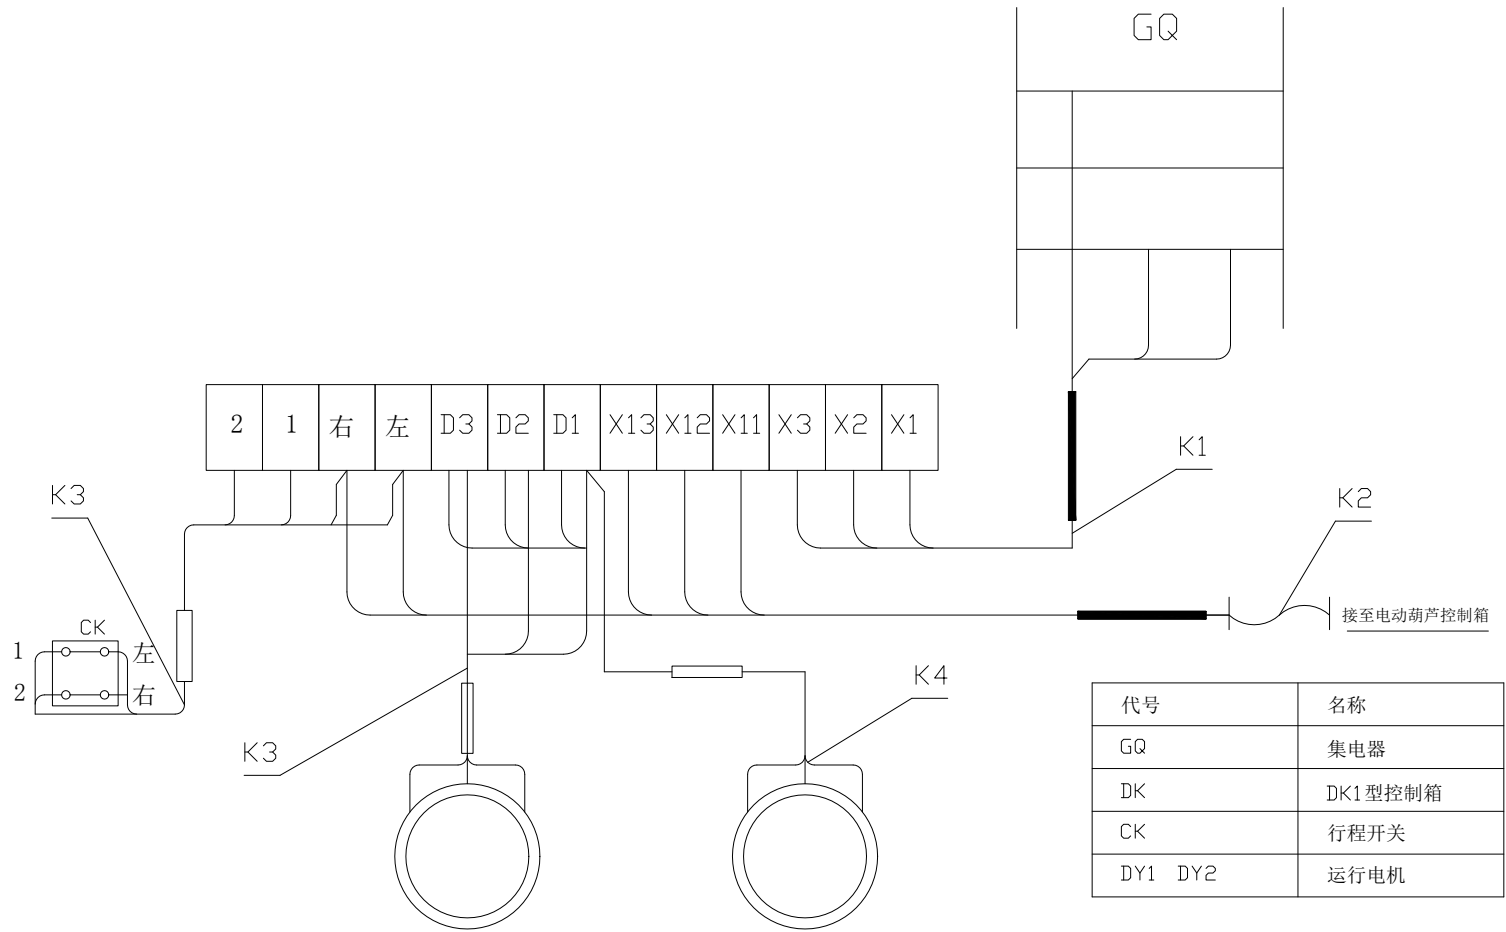 GQ
2 1 右 左 D3 D2 D1 X13 X12 X11 X3 X2 X1
K1
K3
K2
接至电动葫芦控制箱
CK
1 左
2 右
K4
K3
代号 名称
GQ 集电器
DK DK1型控制箱
CK 行程开关
DY1 DY2 运行电机